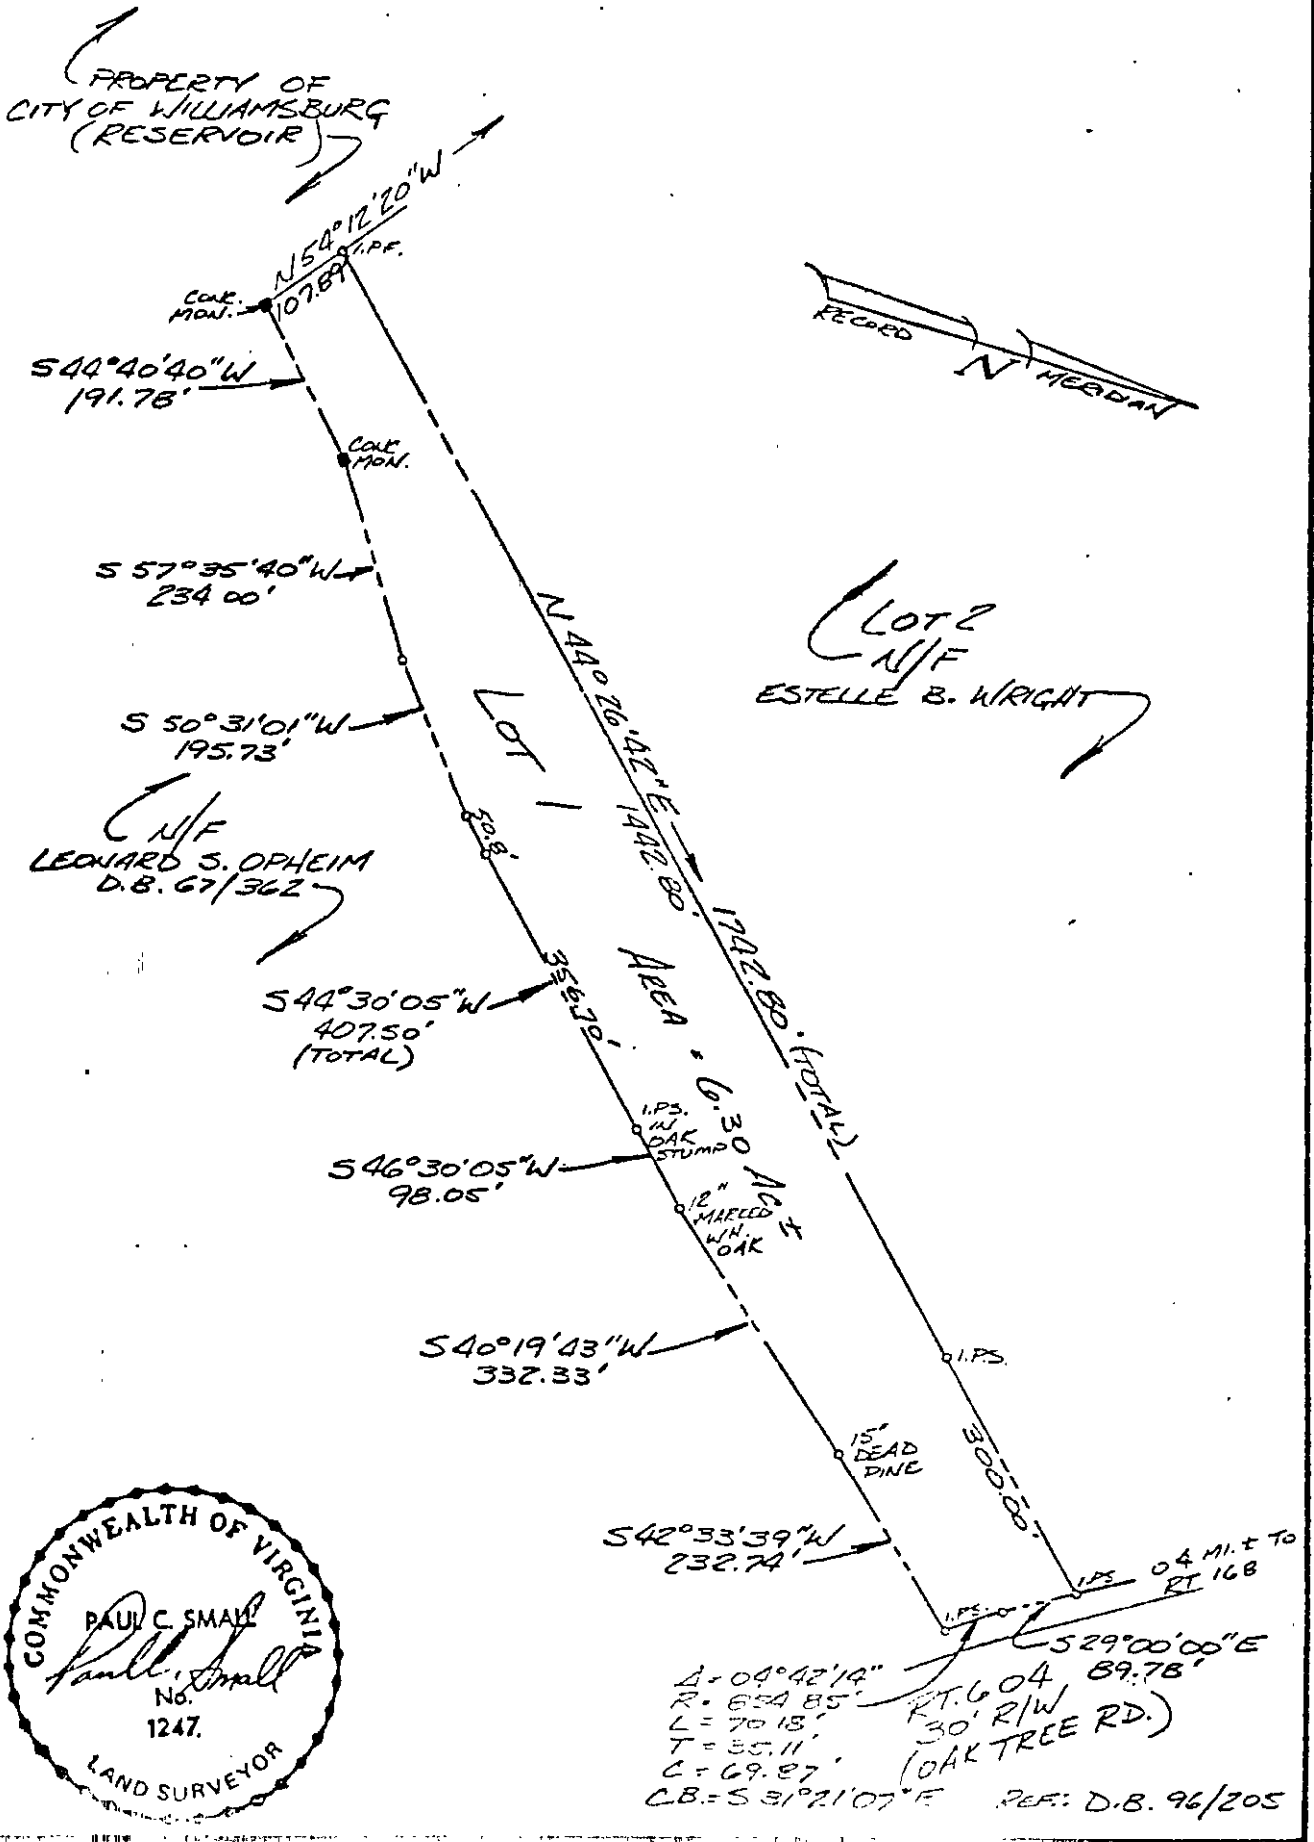 PROPERTY OF
CITY OF WILLIAMSBURG
(RESERVOIR)
N54°12'20"W
107.89'
I.P.F.
CONC.
MON.
S44°40'40"W
191.78'
CONC.
MON.
RECORD N MERIDIAN
S 57°35'40"W
234.00'
LOT 2
N/F
ESTELLE B. WRIGHT
N 44°26'42"E
1442.80'
1742.80' (TOTAL)
S 50°31'01"W
195.73'
LOT 1
50.8'
N/F
LEONARD S. OPHEIM
D.B. 67/362
AREA = 6.30 AC ±
S44°30'05"W
407.50'
(TOTAL)
356.70'
I.P.S.
IN
OAK
STUMP
S46°30'05"W
98.05'
12"
MARKED
WH.
OAK
S40°19'43"W
332.33'
I.P.S.
300.00'
15"
DEAD
PINE
S42°33'39"W
232.74'
I.P.S.
I.P.S.
0.4 MI. ± TO
RT 168
S29°00'00"E
89.78'
RT. 604
30' R/W
(OAK TREE RD.)
Δ = 04°42'14"
R = 854.85'
L = 70.18'
T = 35.11'
C = 69.87'
C.B. = S 31°21'07"E
REF: D.B. 96/205
COMMONWEALTH OF VIRGINIA
PAUL C. SMALL
Paul C. Small
No.
1247.
LAND SURVEYOR